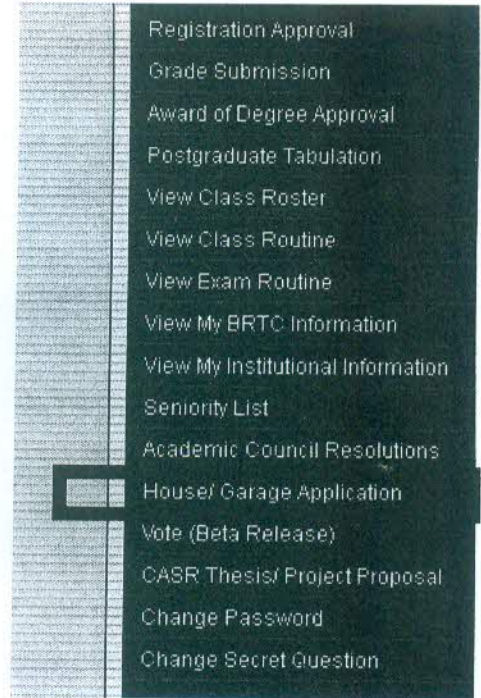 Registration Approval
Grade Submission
Award of Degree Approval
Postgraduate Tabulation
View Class Roster
View Class Routine
View Exam Routine
View My BRTC Information
View My Institutional Information
Seniority List
Academic Council Resolutions
House/ Garage Application
Vote (Beta Release)
CASR Thesis/ Project Proposal
Change Password
Change Secret Question